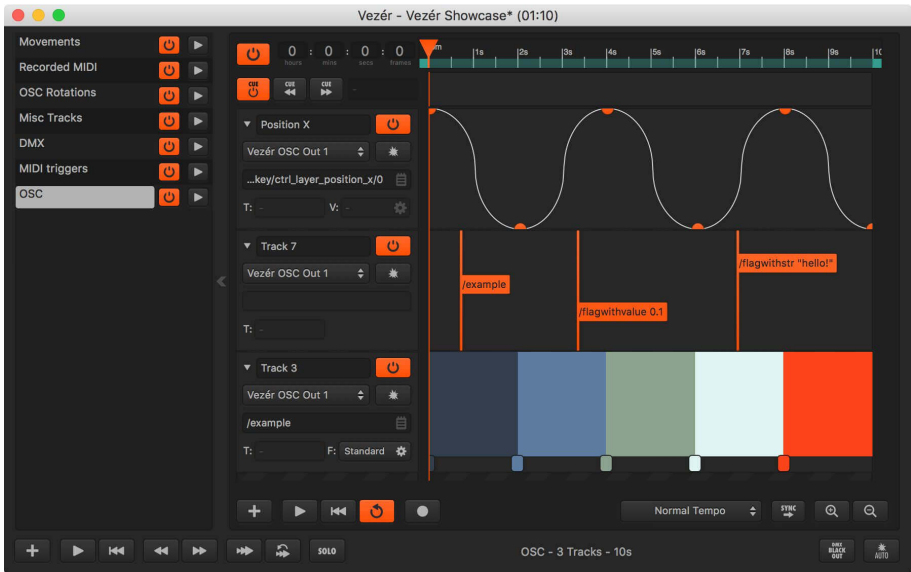 Vezér - Vezér Showcase* (01:10)
Movements
Recorded MIDI
OSC Rotations
Misc Tracks
DMX
MIDI triggers
OSC
0 : 0 : 0 : 0
hours mins secs frames
CUE CUE CUE -
1s 2s 3s 4s 5s 6s 7s 8s 9s
Position X
Vezér OSC Out 1
...key/ctrl_layer_position_x/0
T: - V: -
Track 7
Vezér OSC Out 1
T: -
/example
/flagwithvalue 0.1
/flagwithstr "hello!"
Track 3
Vezér OSC Out 1
/example
T: - F: Standard
Normal Tempo
SYNC
SOLO
OSC - 3 Tracks - 10s
DMX
BLACK
OUT
AUTO